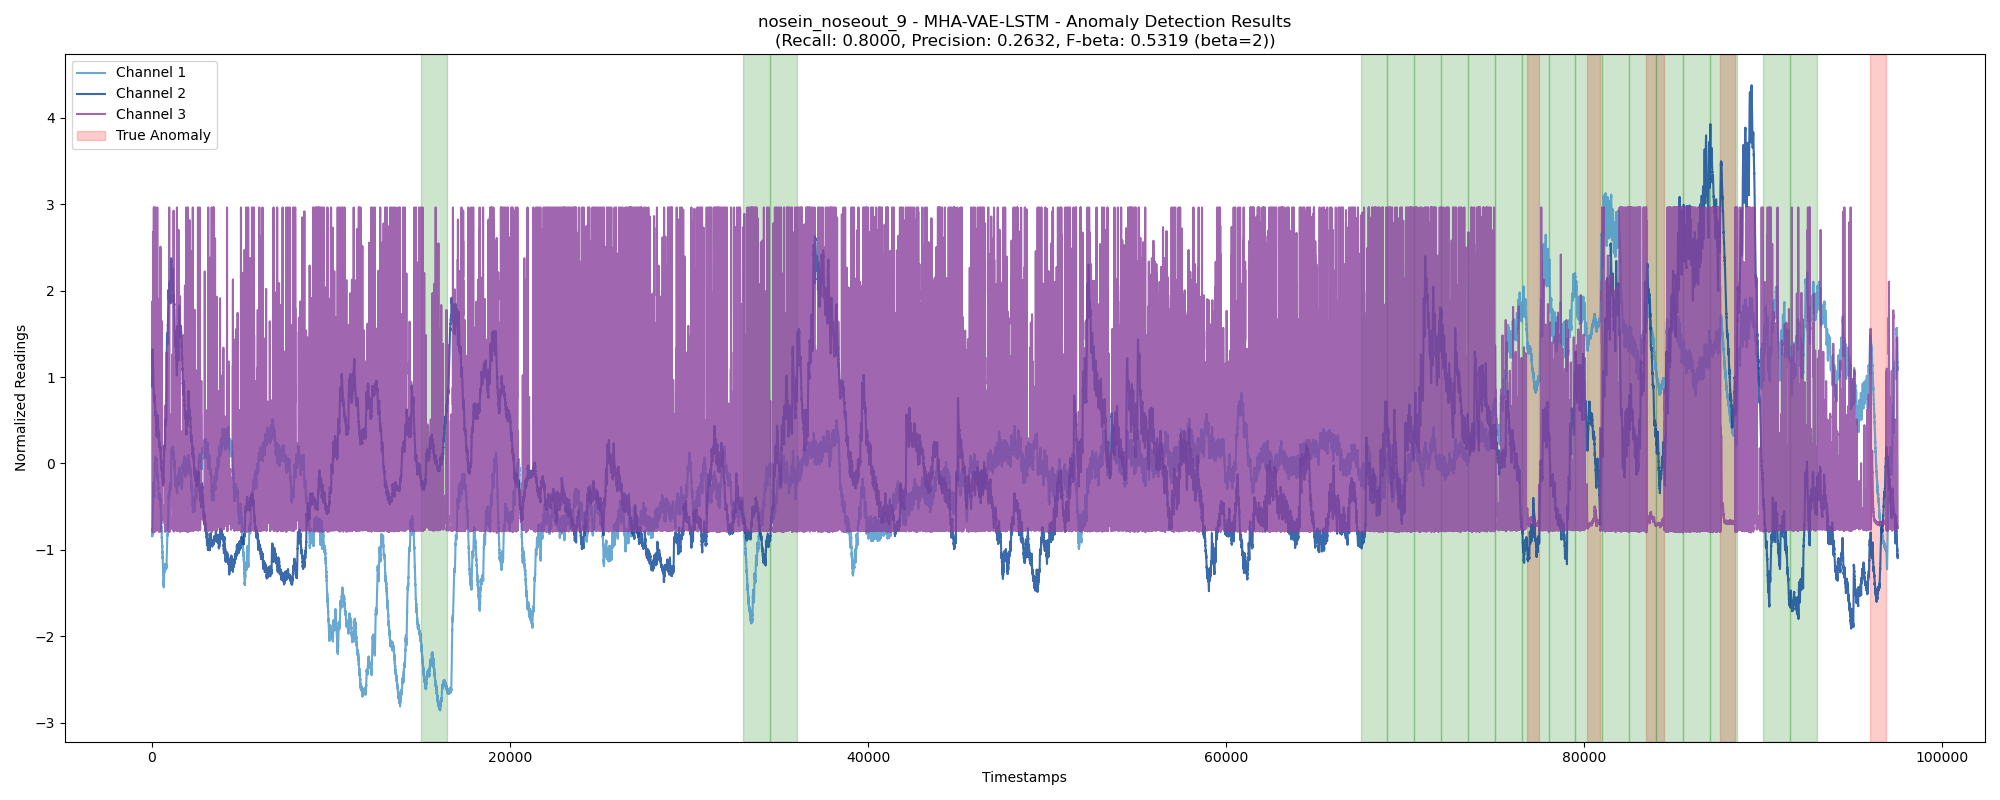 nosein_noseout_9 - MHA-VAE-LSTM - Anomaly Detection Results
(Recall: 0.8000, Precision: 0.2632, F-beta: 0.5319 (beta=2))
Channel 1
Channel 2
Channel 3
True Anomaly
Normalized Readings
4
3
2
1
0
−1
−2
−3
0
20000
40000
60000
80000
100000
Timestamps